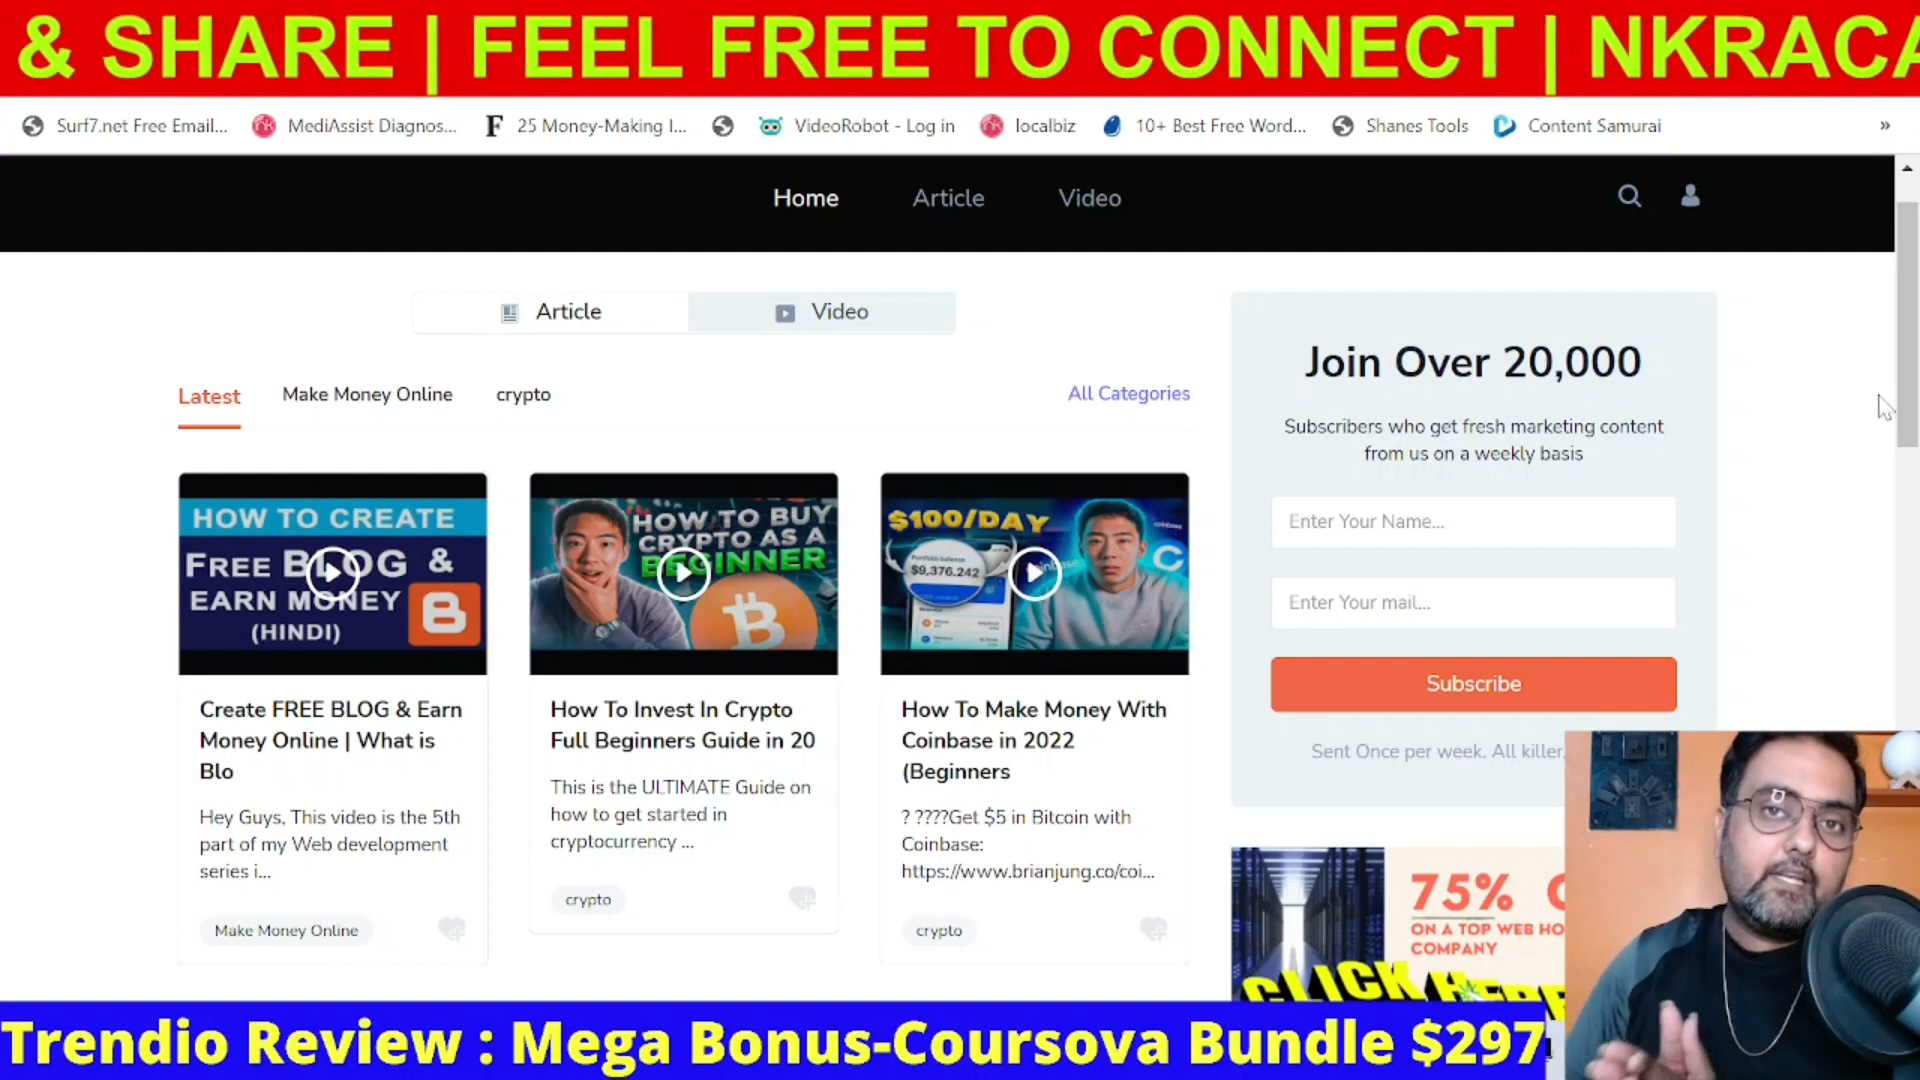 & SHARE | FEEL FREE TO CONNECT | NKRACA
Surf7.net Free Email... MediAssist Diagnos... 25 Money-Making I... VideoRobot - Log in localbiz 10+ Best Free Word... Shanes Tools Content Samurai »
Home Article Video
Article Video
Latest Make Money Online crypto All Categories
HOW TO CREATE
FREE BLOG &
EARN MONEY
(HINDI)
Create FREE BLOG & Earn
Money Online | What is
Blo
Hey Guys, This video is the 5th
part of my Web development
series i...
Make Money Online
HOW TO BUY
CRYPTO AS A
BEGINNER
How To Invest In Crypto
Full Beginners Guide in 20
This is the ULTIMATE Guide on
how to get started in
cryptocurrency ...
crypto
$100/DAY
$9,376.242
How To Make Money With
Coinbase in 2022
(Beginners
? ????Get $5 in Bitcoin with
Coinbase:
https://www.brianjung.co/coi...
crypto
Join Over 20,000
Subscribers who get fresh marketing content
from us on a weekly basis
Enter Your Name...
Enter Your mail...
Subscribe
Sent Once per week. All killer,
75% O
ON A TOP WEB HO
COMPANY
CLICK HERE
Trendio Review : Mega Bonus-Coursova Bundle $297